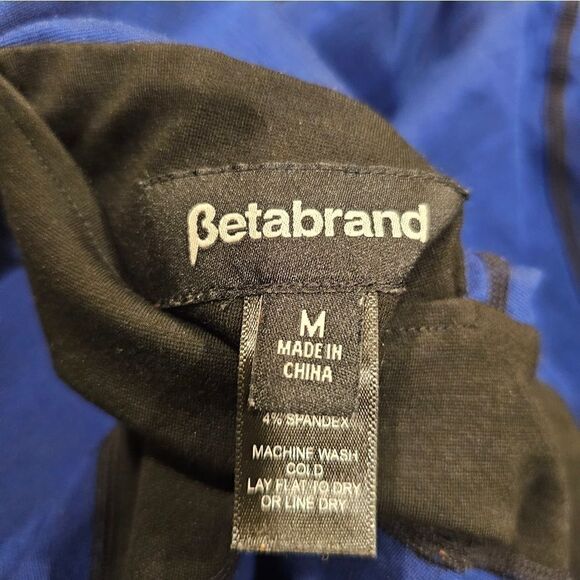 βetabrand
M
MADE IN
CHINA
4% SPANDEX
MACHINE WASH
COLD
LAY FLAT TO DRY
OR LINE DRY